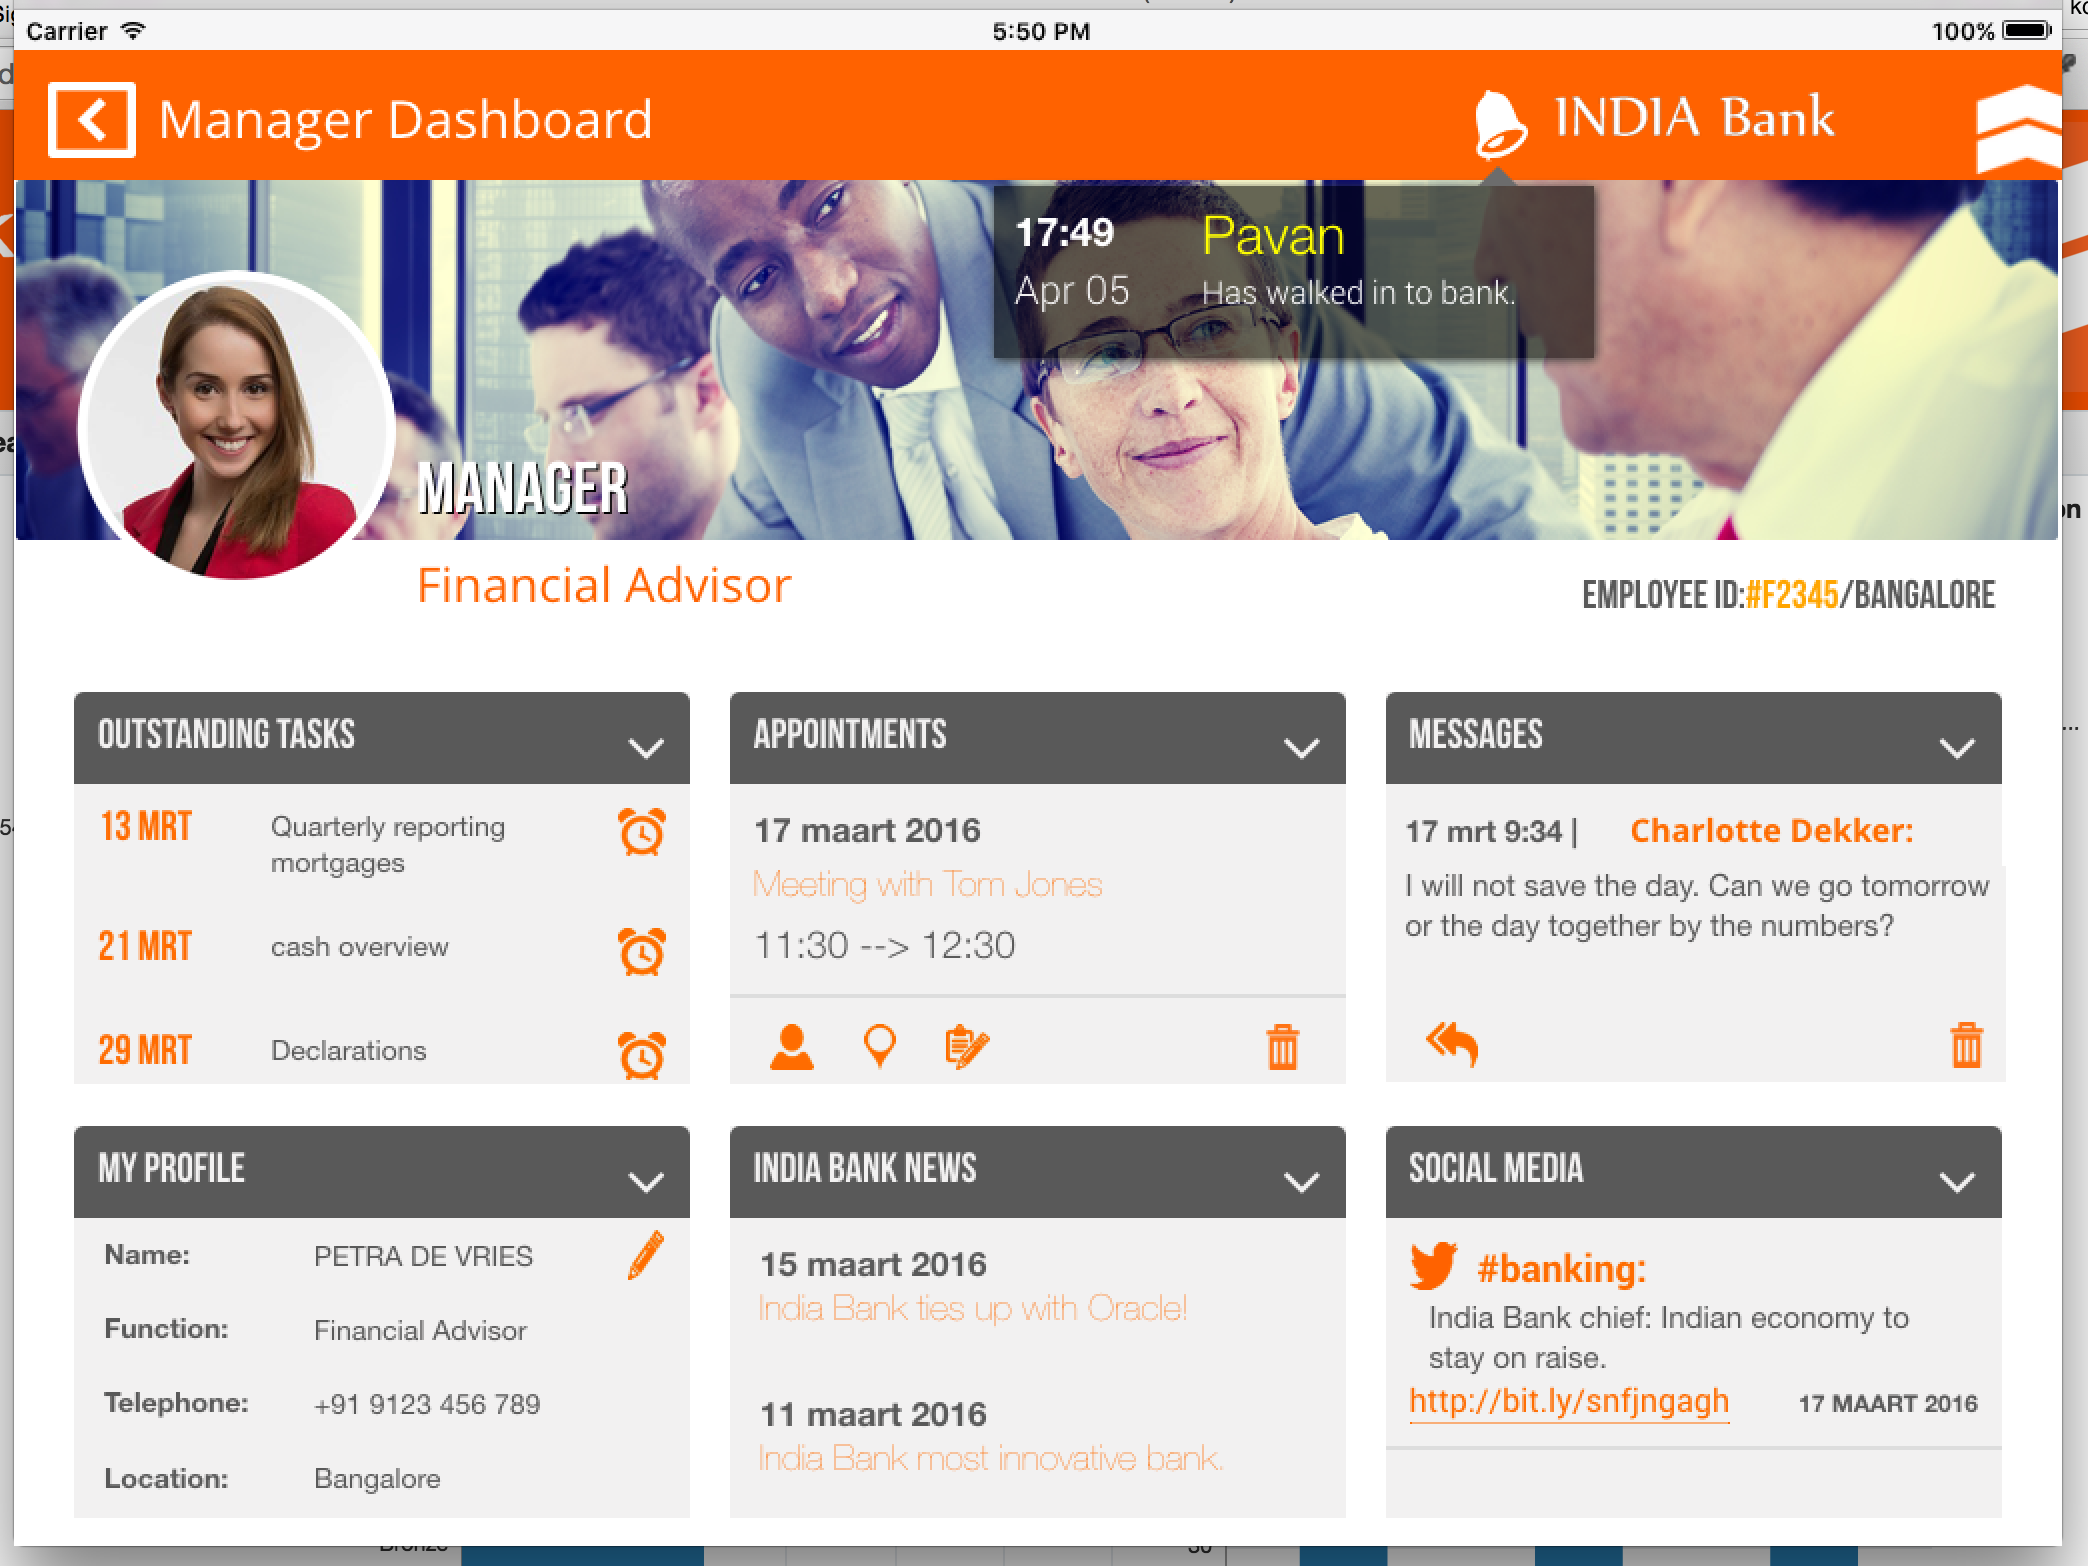 Carrier 5:50 PM 100%
Manager Dashboard
INDIA Bank
17:49 Pavan
Apr 05 Has walked in to bank.
MANAGER
Financial Advisor
EMPLOYEE ID:#F2345/BANGALORE
OUTSTANDING TASKS
13 MRT Quarterly reporting
mortgages
21 MRT cash overview
29 MRT Declarations
APPOINTMENTS
17 maart 2016
Meeting with Tom Jones
11:30 --> 12:30
MESSAGES
17 mrt 9:34 | Charlotte Dekker:
I will not save the day. Can we go tomorrow
or the day together by the numbers?
MY PROFILE
Name: PETRA DE VRIES
Function: Financial Advisor
Telephone: +91 9123 456 789
Location: Bangalore
INDIA BANK NEWS
15 maart 2016
India Bank ties up with Oracle!
11 maart 2016
India Bank most innovative bank.
SOCIAL MEDIA
#banking:
India Bank chief: Indian economy to
stay on raise.
http://bit.ly/snfjngagh 17 MAART 2016